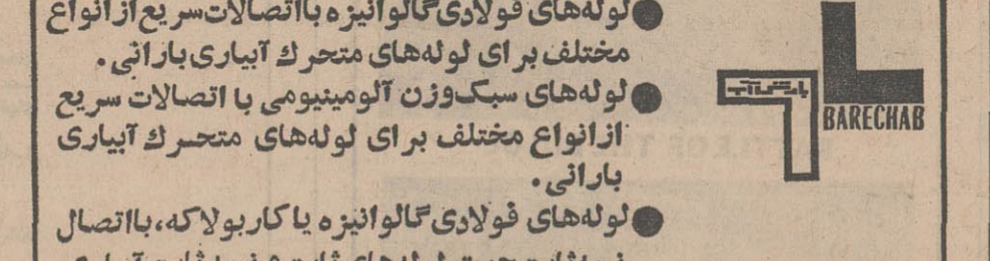 لوله‌های فولادی گالوانیزه با اتصالات سریع از انواع
مختلف برای لوله‌های متحرك آبیاری بارانی.
لوله‌های سبک‌وزن آلومینیومی با اتصالات سریع
از انواع مختلف برای لوله‌های متحرك آبیاری
بارانی.
لوله‌های فولادی گالوانیزه یا کاربولاکه، با اتصال
BARECHAB